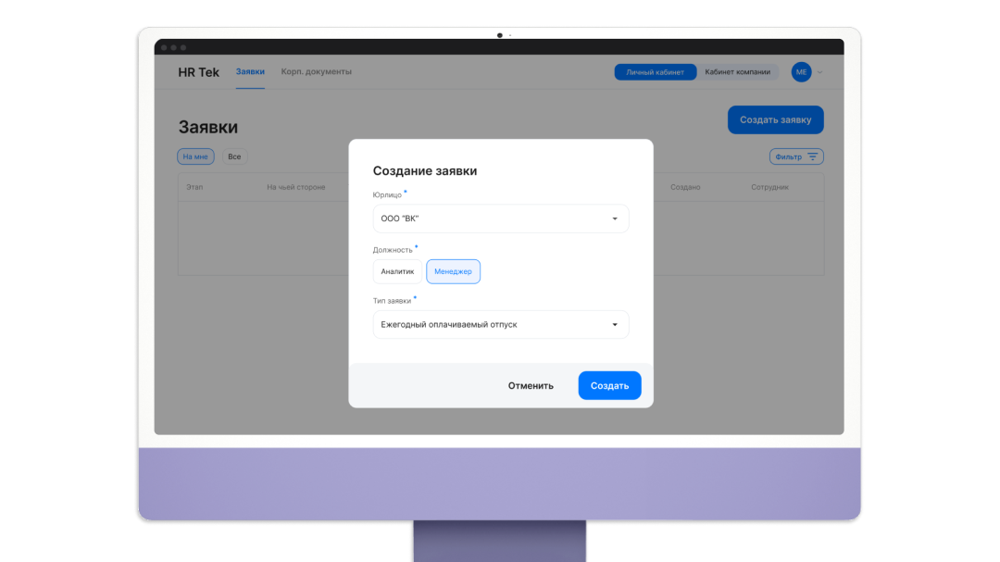 HR Tek Заявки Корп. документы Личный кабинет Кабинет компании ME
Заявки
Создать заявку
На мне Все Фильтр
Этап На чьей стороне Создано Сотрудник
Создание заявки
Юрлицо *
ООО "ВК"
Должность *
Аналитик Менеджер
Тип заявки *
Ежегодный оплачиваемый отпуск
Отменить Создать